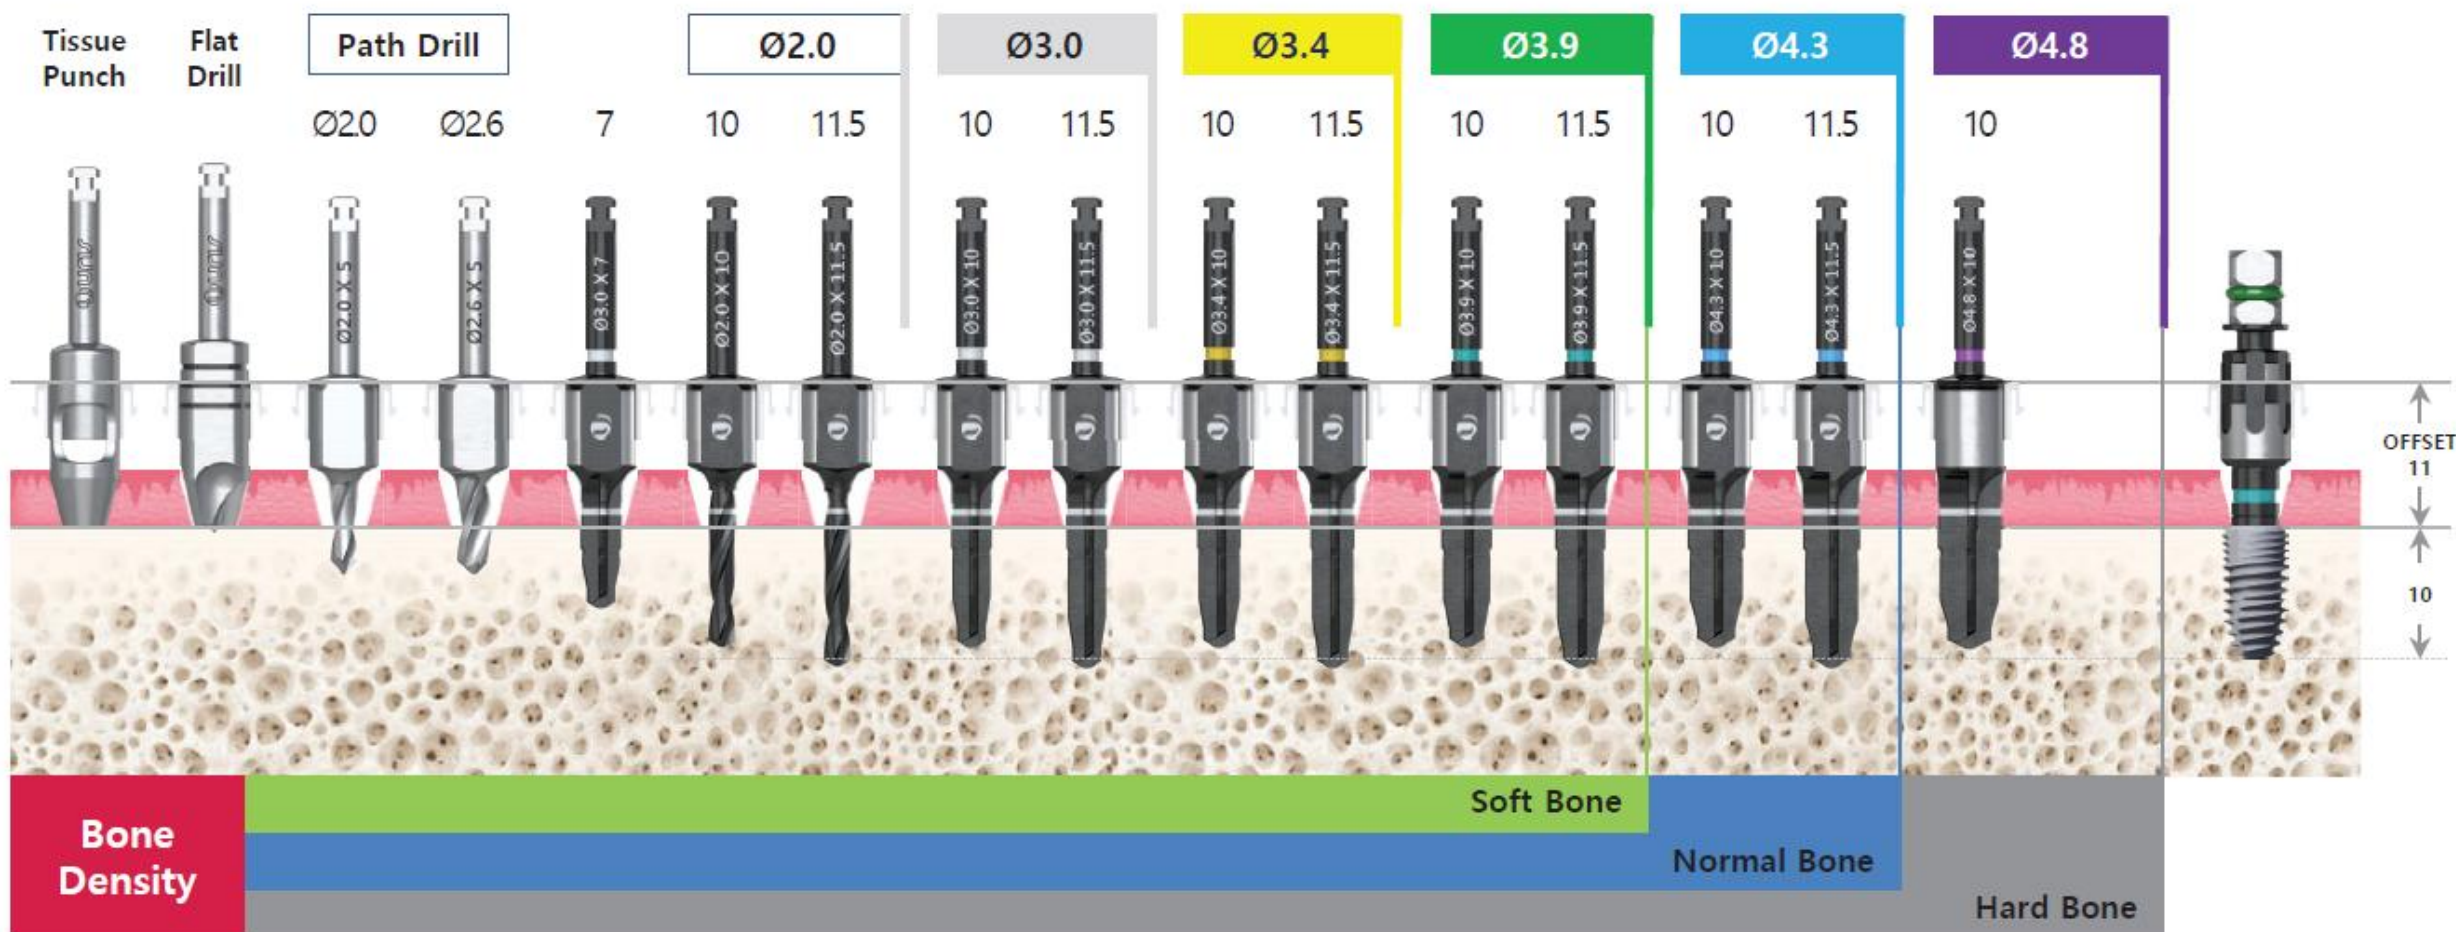 Tissue
Punch
Flat
Drill
Path Drill
Ø2.0
Ø3.0
Ø3.4
Ø3.9
Ø4.3
Ø4.8
Ø2.0
Ø2.6
7
10
11.5
10
11.5
10
11.5
10
11.5
10
11.5
10
Ø2.0 X 5
Ø2.6 X 5
Ø3.0 X 7
Ø2.0 X 10
Ø2.0 X 11.5
Ø3.0 X 10
Ø3.0 X 11.5
Ø3.4 X 10
Ø3.4 X 11.5
Ø3.9 X 10
Ø3.9 X 11.5
Ø4.3 X 10
Ø4.3 X 11.5
Ø4.8 X 10
OFFSET
11
10
Bone
Density
Soft Bone
Normal Bone
Hard Bone